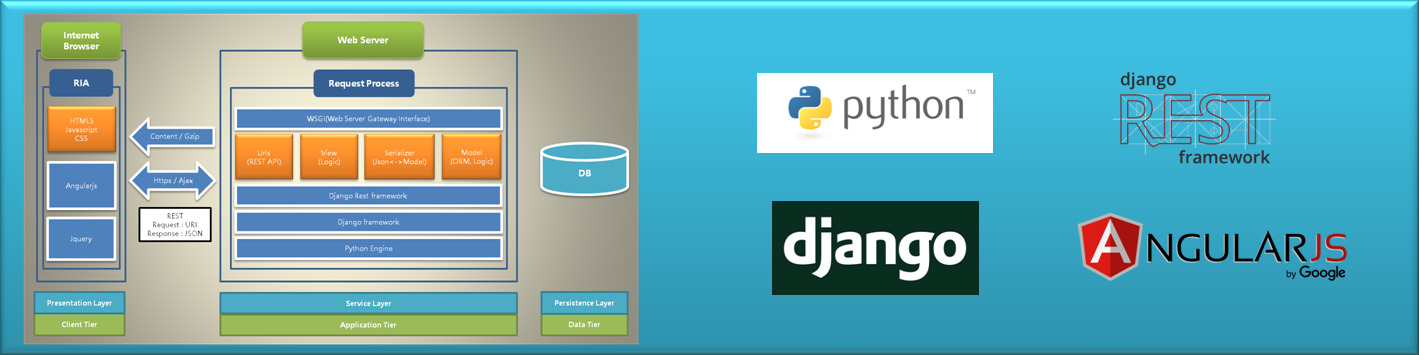 Internet
Browser
RIA
HTML5
Javascript
CSS
Angularjs
Jquery
Content / Gzip
Https / Ajax
REST
Request : URI
Response : JSON
Web Server
Request Process
WSGI(Web Server Gateway Interface)
Urls
(REST API)
View
(Logic)
Serializer
(Json<->Model)
Model
(ORM, Logic)
Django Rest framework
Django framework
Python Engine
DB
Presentation Layer
Client Tier
Service Layer
Application Tier
Persistence Layer
Data Tier
python™
django
REST
framework
django
ANGULARJS
by Google